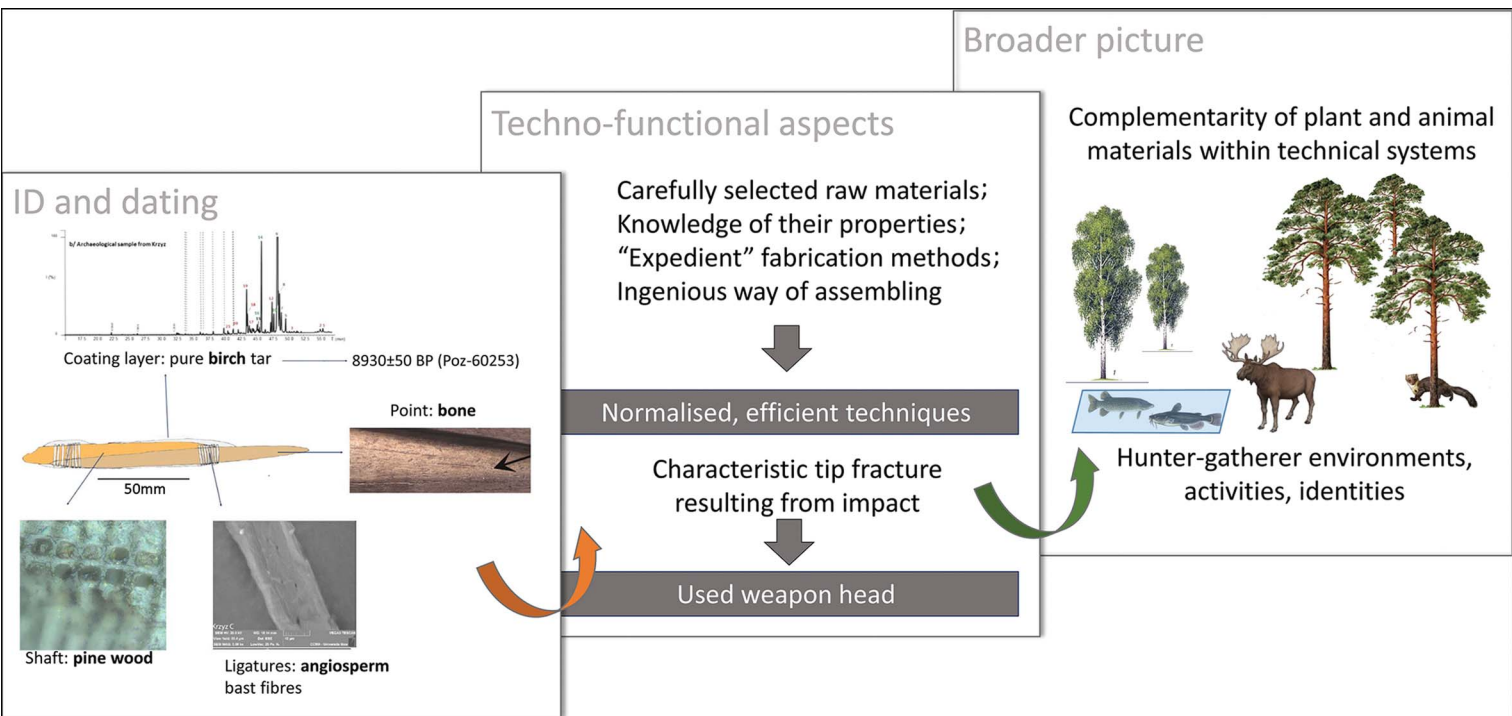 Broader picture
Complementarity of plant and animal
materials within technical systems
Hunter-gatherer environments,
activities, identities
Techno-functional aspects
Carefully selected raw materials;
Knowledge of their properties;
“Expedient” fabrication methods;
Ingenious way of assembling
Normalised, efficient techniques
Characteristic tip fracture
resulting from impact
Used weapon head
ID and dating
b/ Archaeological sample from Krzyz
Coating layer: pure birch tar
8930±50 BP (Poz-60253)
Point: bone
50mm
Krzyz C
Shaft: pine wood
Ligatures: angiosperm
bast fibres